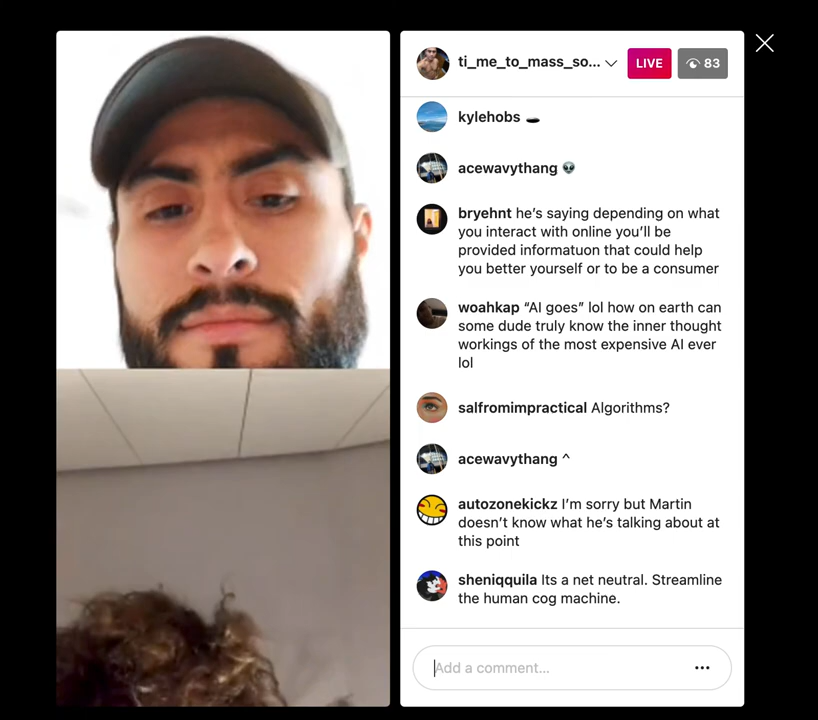 ti_me_to_mass_so...
LIVE
83
kylehobs
acewavythang
bryehnt he’s saying depending on what
you interact with online you’ll be
provided informatuon that could help
you better yourself or to be a consumer
woahkap “AI goes” lol how on earth can
some dude truly know the inner thought
workings of the most expensive AI ever
lol
salfromimpractical Algorithms?
acewavythang ^
autozonekickz I’m sorry but Martin
doesn’t know what he’s talking about at
this point
sheniqquila Its a net neutral. Streamline
the human cog machine.
Add a comment...